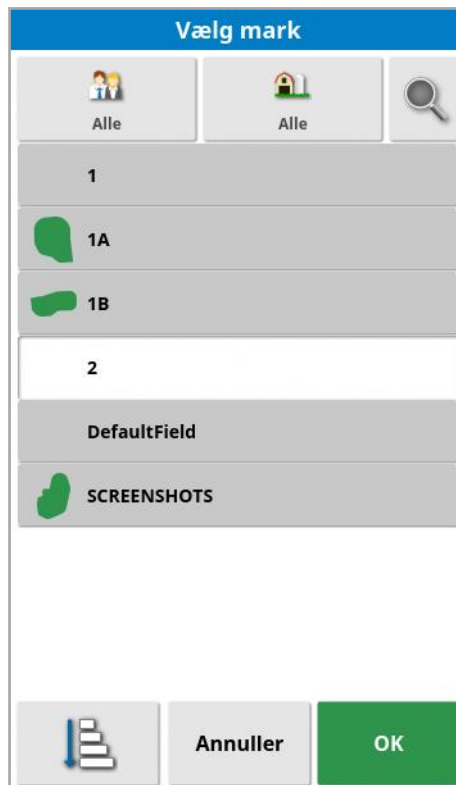 Vælg mark
Alle
Alle
1
1A
1B
2
DefaultField
SCREENSHOTS
Annuller
OK